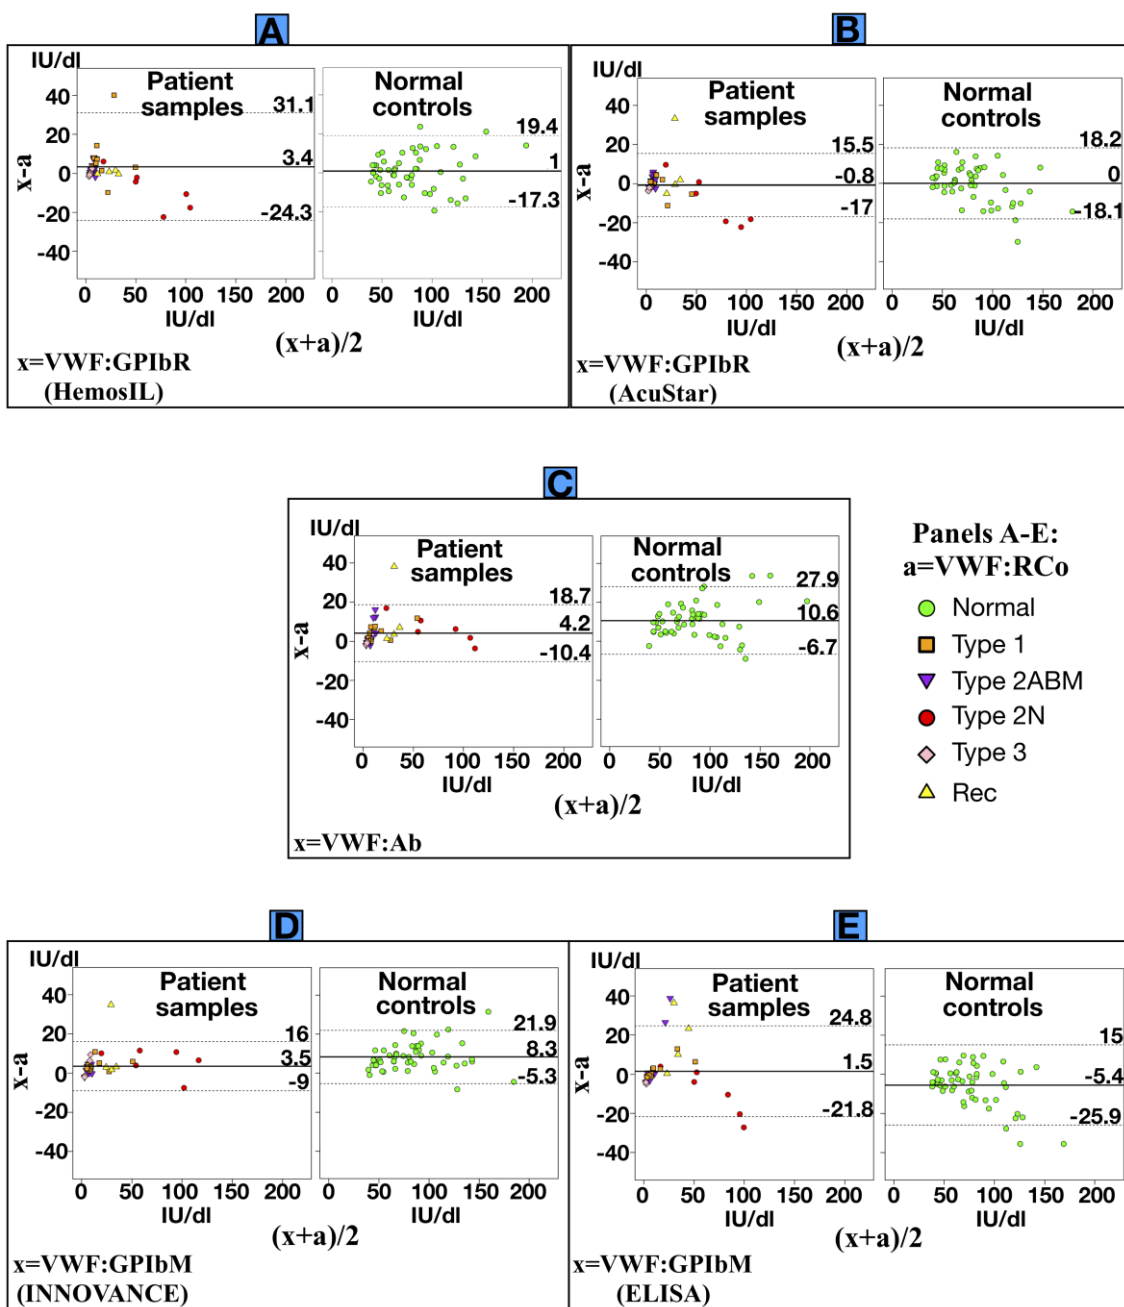 A
IU/dl
Patient
samples
Normal
controls
40
20
0
-20
-40
x-a
31.1
3.4
-24.3
19.4
1
-17.3
0 50 100 150 200
IU/dl
0 50 100 150 200
IU/dl
(x+a)/2
x=VWF:GPIbR
(HemosIL)
B
IU/dl
Patient
samples
Normal
controls
40
20
0
-20
-40
x-a
15.5
-0.8
-17
18.2
0
-18.1
0 50 100 150 200
IU/dl
0 50 100 150 200
IU/dl
(x+a)/2
x=VWF:GPIbR
(AcuStar)
C
IU/dl
Patient
samples
Normal
controls
40
20
0
-20
-40
x-a
18.7
4.2
-10.4
27.9
10.6
-6.7
0 50 100 150 200
IU/dl
0 50 100 150 200
IU/dl
(x+a)/2
x=VWF:Ab
Panels A-E:
a=VWF:RCo
Normal
Type 1
Type 2ABM
Type 2N
Type 3
Rec
D
IU/dl
Patient
samples
Normal
controls
40
20
0
-20
-40
x-a
16
3.5
-9
21.9
8.3
-5.3
0 50 100 150 200
IU/dl
0 50 100 150 200
IU/dl
(x+a)/2
x=VWF:GPIbM
(INNOVANCE)
E
IU/dl
Patient
samples
Normal
controls
40
20
0
-20
-40
x-a
24.8
1.5
-21.8
15
-5.4
-25.9
0 50 100 150 200
IU/dl
0 50 100 150 200
IU/dl
(x+a)/2
x=VWF:GPIbM
(ELISA)